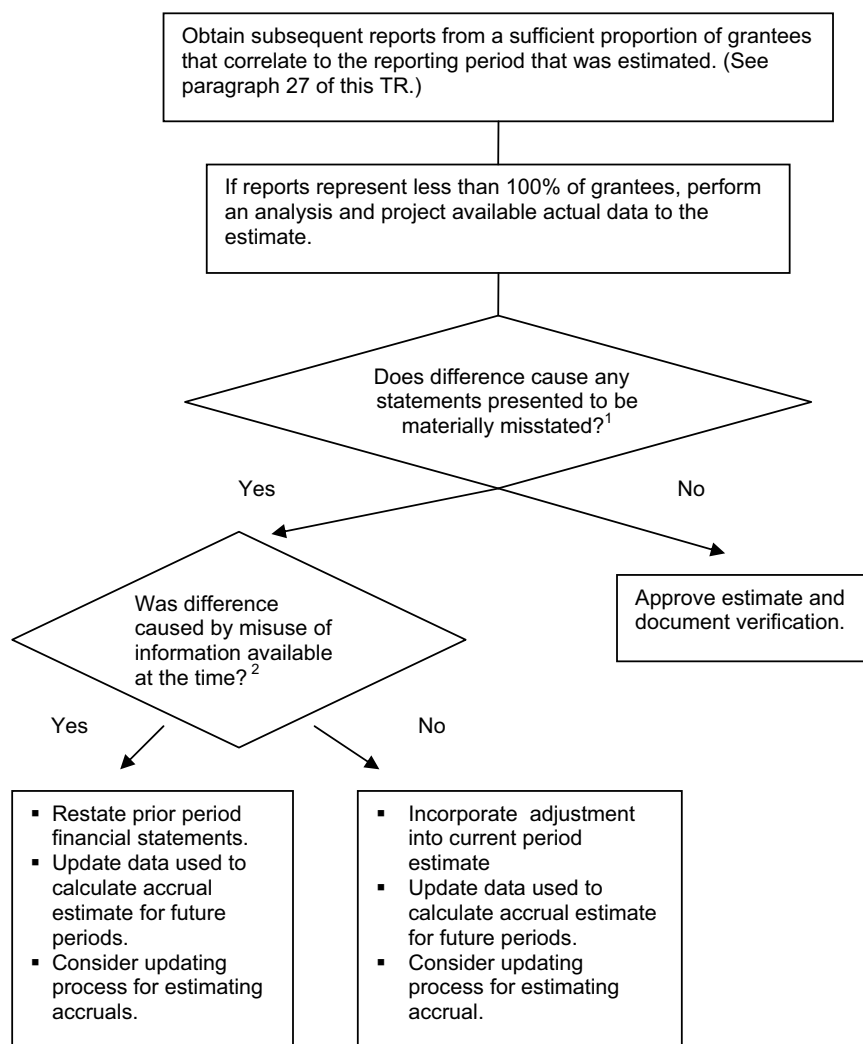 Obtain subsequent reports from a sufficient proportion of grantees
that correlate to the reporting period that was estimated. (See
paragraph 27 of this TR.)
If reports represent less than 100% of grantees, perform
an analysis and project available actual data to the
estimate.
Does difference cause any
statements presented to be
materially misstated?1
Yes
No
Was difference
caused by misuse of
information available
at the time? 2
Approve estimate and
document verification.
Yes
No
▪ Restate prior period
financial statements.
▪ Update data used to
calculate accrual
estimate for future
periods.
▪ Consider updating
process for estimating
accruals.
▪ Incorporate adjustment
into current period
estimate
▪ Update data used to
calculate accrual estimate
for future periods.
▪ Consider updating
process for estimating
accrual.